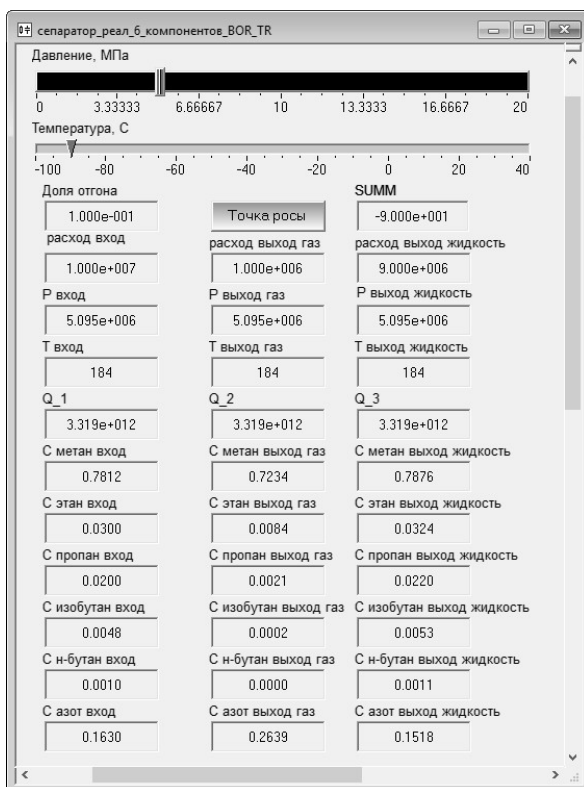 сепаратор_реал_6_компонентов_BOR_TR
Давление, МПа
0 3.33333 6.66667 10 13.3333 16.6667 20
Температура, С
-100 -80 -60 -40 -20 0 20 40
Доля отгона SUMM
1.000e-001 Точка росы -9.000e+001
расход вход расход выход газ расход выход жидкость
1.000e+007 1.000e+006 9.000e+006
Р вход Р выход газ Р выход жидкость
5.095e+006 5.095e+006 5.095e+006
Т вход Т выход газ Т выход жидкость
184 184 184
Q_1 Q_2 Q_3
3.319e+012 3.319e+012 3.319e+012
С метан вход С метан выход газ С метан выход жидкость
0.7812 0.7234 0.7876
С этан вход С этан выход газ С этан выход жидкость
0.0300 0.0084 0.0324
С пропан вход С пропан выход газ С пропан выход жидкость
0.0200 0.0021 0.0220
С изобутан вход С изобутан выход газ С изобутан выход жидкость
0.0048 0.0002 0.0053
С н-бутан вход С н-бутан выход газ С н-бутан выход жидкость
0.0010 0.0000 0.0011
С азот вход С азот выход газ С азот выход жидкость
0.1630 0.2639 0.1518